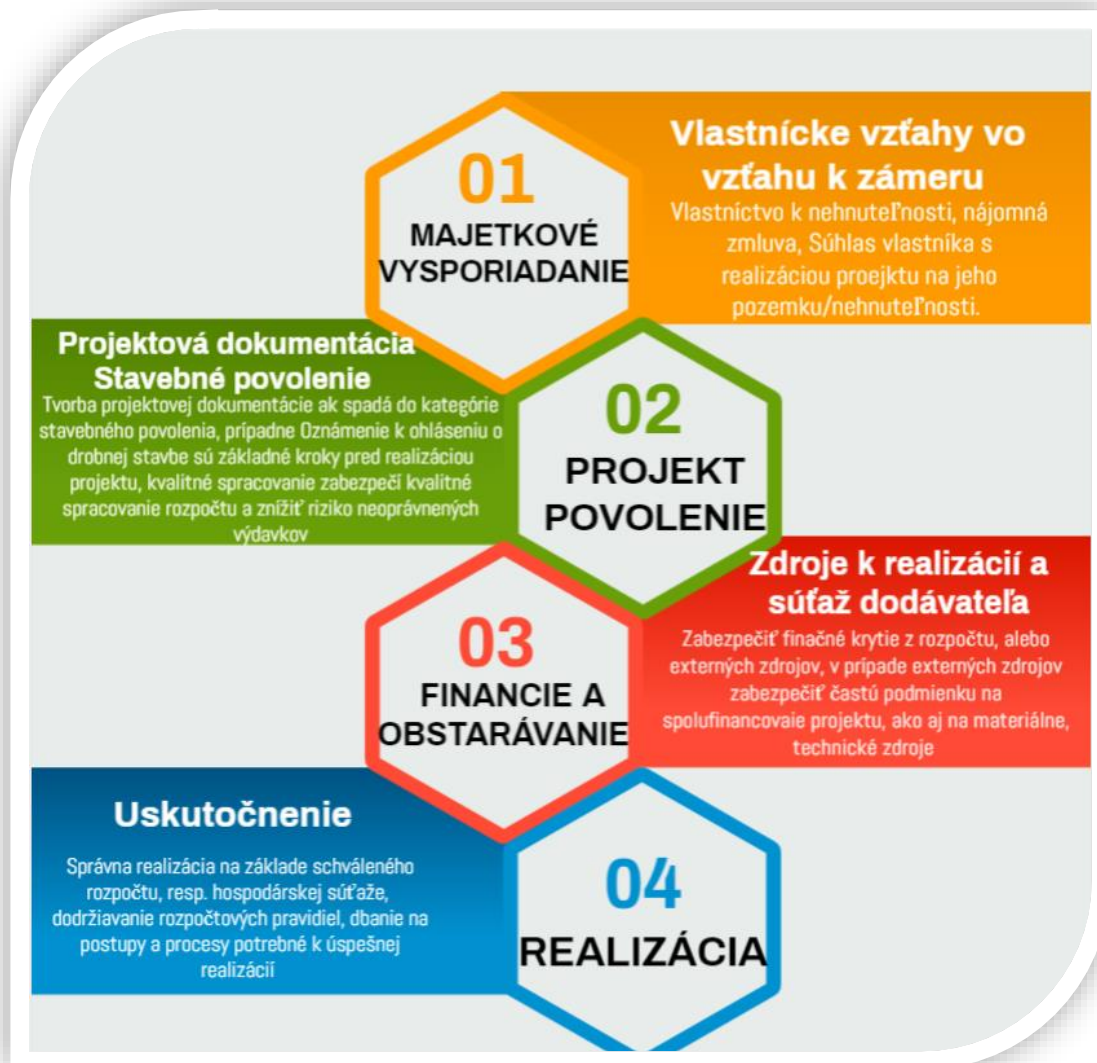 01
MAJETKOVÉ
VYSPORIADANIE
Vlastnícke vzťahy vo
vzťahu k zámeru
Vlastníctvo k nehnuteľnosti, nájomná
zmluva, Súhlas vlastníka s
realizáciou proejktu na jeho
pozemku/nehnuteľnosti.
Projektová dokumentácia
Stavebné povolenie
Tvorba projektovej dokumentácie ak spadá do kategórie
stavebného povolenia, prípadne Oznámenie k ohláseniu o
drobnej stavbe sú základné kroky pred realizáciou
projektu, kvalitné spracovanie zabezpečí kvalitné
spracovanie rozpočtu a znížiť riziko neoprávnených
výdavkov
02
PROJEKT
POVOLENIE
03
FINANCIE A
OBSTARÁVANIE
Zdroje k realizácií a
súťaž dodávateľa
Zabezpečiť finačné krytie z rozpočtu, alebo
externých zdrojov, v prípade externých zdrojov
zabezpečiť častú podmienku na
spolufinancovaie projektu, ako aj na materiálne,
technické zdroje
Uskutočnenie
Správna realizácia na základe schváleného
rozpočtu, resp. hospodárskej súťaže,
dodržiavanie rozpočtových pravidiel, dbanie na
postupy a procesy potrebné k úspešnej
realizácií
04
REALIZÁCIA